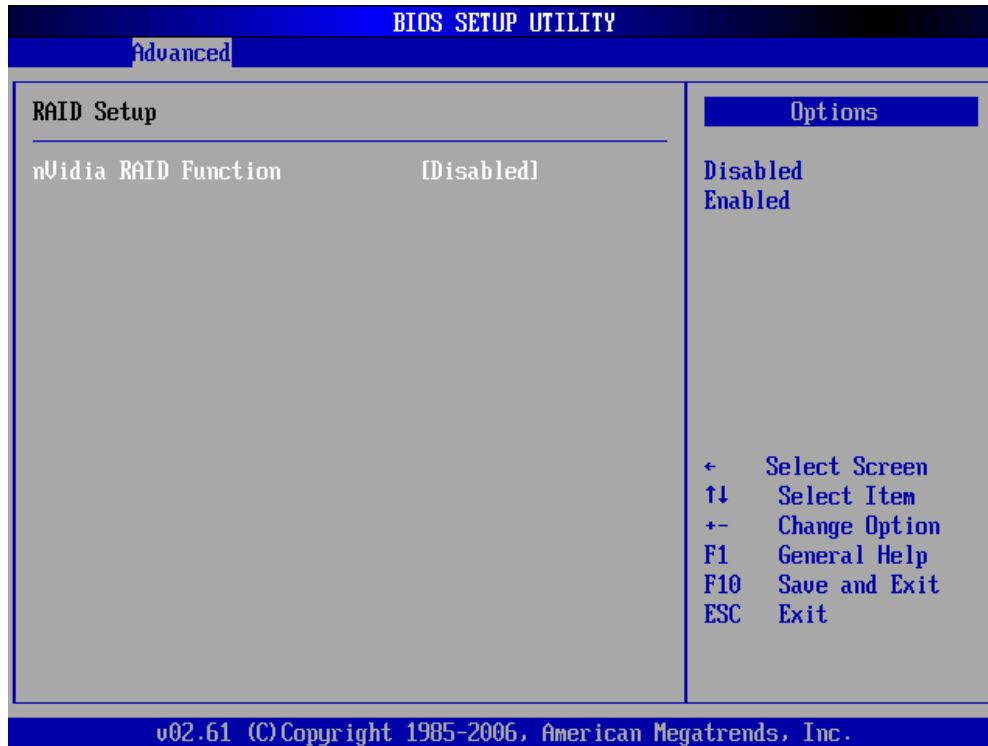 BIOS SETUP UTILITY
Advanced
RAID Setup
nVidia RAID Function [Disabled]
Options
Disabled
Enabled
← Select Screen
↑↓ Select Item
+- Change Option
F1 General Help
F10 Save and Exit
ESC Exit
v02.61 (C)Copyright 1985-2006, American Megatrends, Inc.